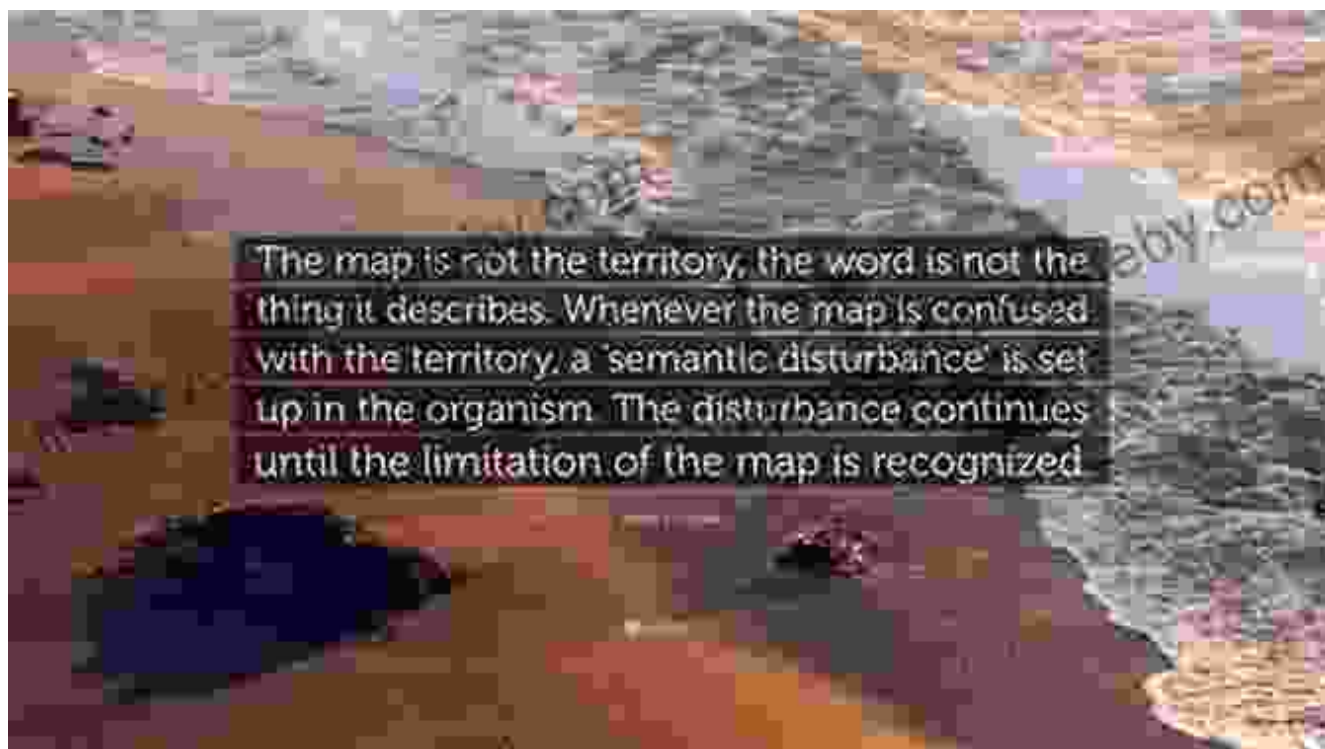 The map is not the territory, the word is not the
thing it describes. Whenever the map is confused
with the territory, a 'semantic disturbance' is set
up in the organism. The disturbance continues
until the limitation of the map is recognized
eby.com